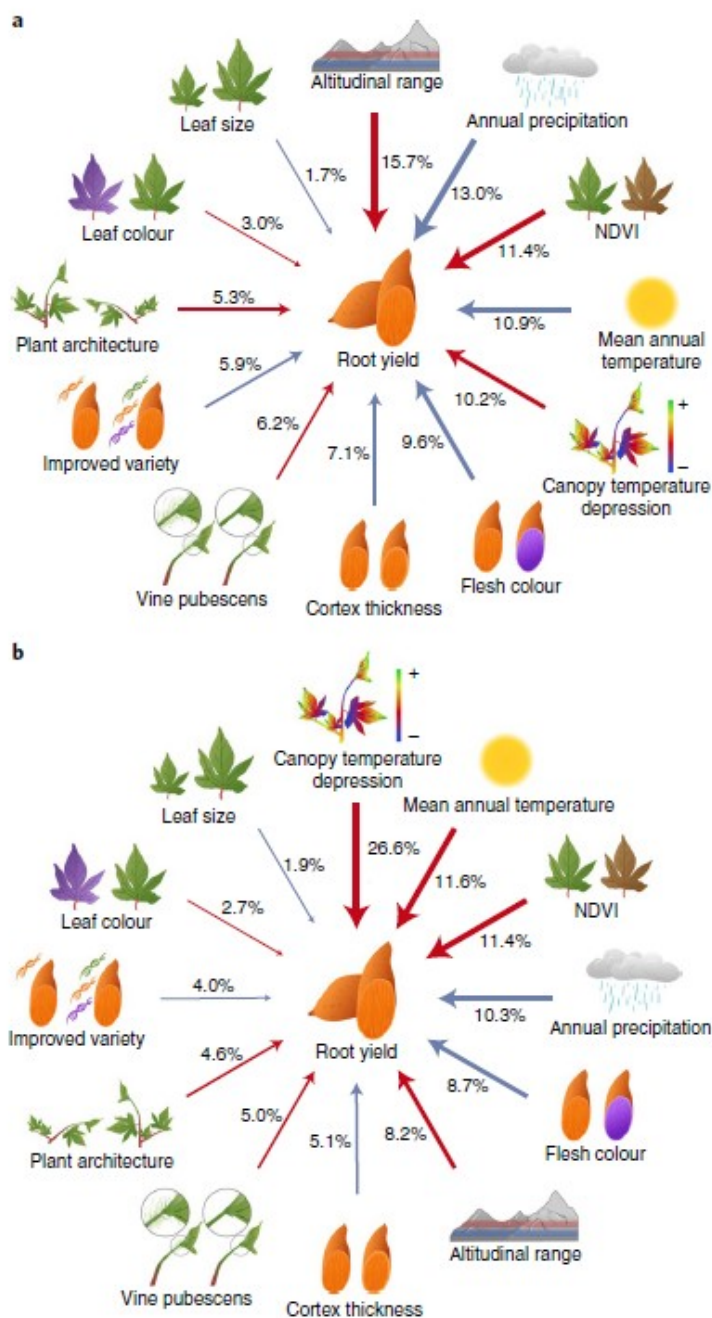 a
Altitudinal range
Leaf size
Annual precipitation
1.7%
15.7%
13.0%
Leaf colour
3.0%
NDVI
11.4%
Plant architecture
5.3%
10.9%
Mean annual
temperature
Root yield
5.9%
10.2%
+
–
Improved variety
6.2%
7.1%
9.6%
Canopy temperature
depression
Flesh colour
Vine pubescens
Cortex thickness
b
+
–
Canopy temperature
depression
Mean annual temperature
Leaf size
1.9%
26.6%
11.6%
Leaf colour
2.7%
NDVI
11.4%
Improved variety
4.0%
10.3%
Annual precipitation
Root yield
4.6%
8.7%
Plant architecture
5.0%
5.1%
8.2%
Flesh colour
Altitudinal range
Vine pubescens
Cortex thickness